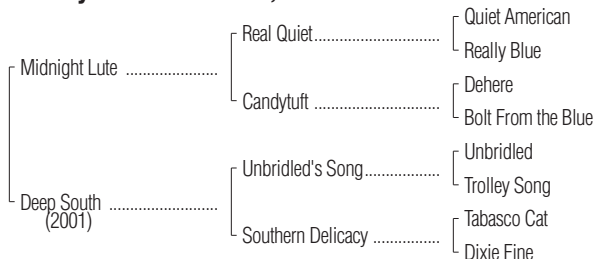 Quiet American
Real Quiet
Really Blue
Midnight Lute
Dehere
Candytuft
Bolt From the Blue
Unbridled
Unbridled's Song
Trolley Song
Deep South
(2001)
Tabasco Cat
Southern Delicacy
Dixie Fine